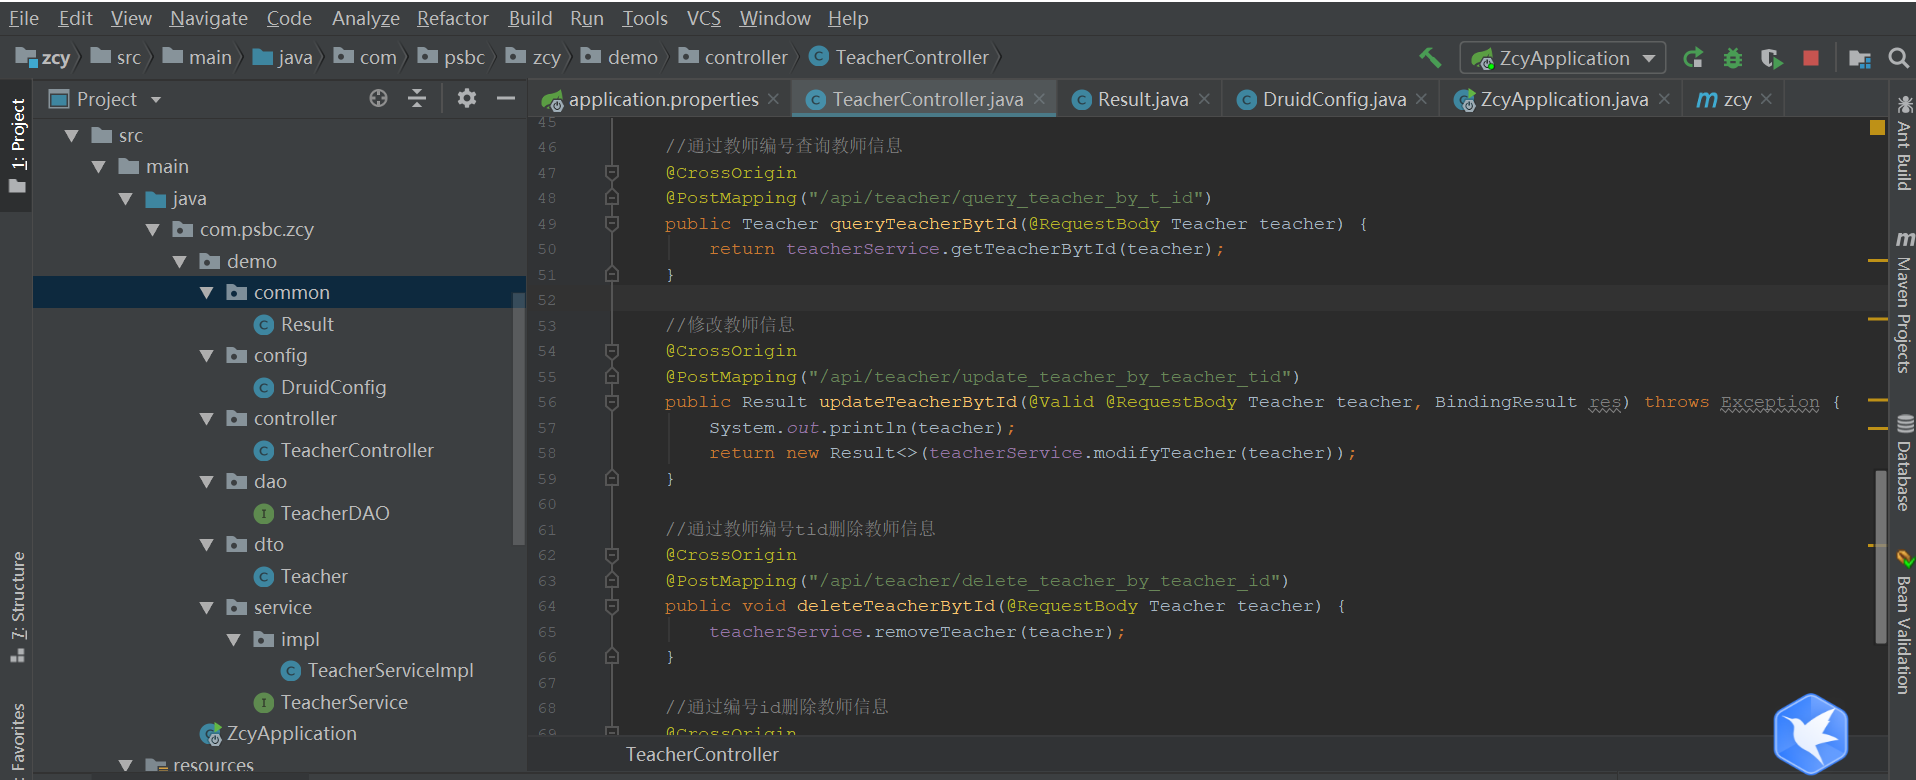 File Edit View Navigate Code Analyze Refactor Build Run Tools VCS Window Help
zcy src main java com psbc zcy demo controller TeacherController ZcyApplication
1: Project
7: Structure
Favorites
Project
src
main
java
com.psbc.zcy
demo
common
Result
config
DruidConfig
controller
TeacherController
dao
TeacherDAO
dto
Teacher
service
impl
TeacherServiceImpl
TeacherService
ZcyApplication
resources
application.properties TeacherController.java Result.java DruidConfig.java ZcyApplication.java m zcy
45
46 //通过教师编号查询教师信息
47 @CrossOrigin
48 @PostMapping("/api/teacher/query_teacher_by_t_id")
49 public Teacher queryTeacherBytId(@RequestBody Teacher teacher) {
50 return teacherService.getTeacherBytId(teacher);
51 }
52
53 //修改教师信息
54 @CrossOrigin
55 @PostMapping("/api/teacher/update_teacher_by_teacher_tid")
56 public Result updateTeacherBytId(@Valid @RequestBody Teacher teacher, BindingResult res) throws Exception {
57 System.out.println(teacher);
58 return new Result<>(teacherService.modifyTeacher(teacher));
59 }
60
61 //通过教师编号tid删除教师信息
62 @CrossOrigin
63 @PostMapping("/api/teacher/delete_teacher_by_teacher_id")
64 public void deleteTeacherBytId(@RequestBody Teacher teacher) {
65 teacherService.removeTeacher(teacher);
66 }
67
68 //通过编号id删除教师信息
69 @CrossOrigin
TeacherController
Ant Build
m Maven Projects
Database
Bean Validation